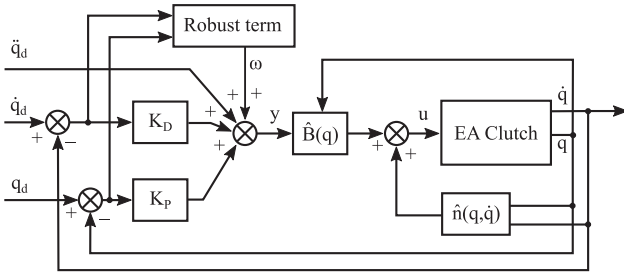 Robust term
q̈d
ω
+
+
q̇d
+
−
KD
+
+
y
B̂(q)
+
+
u
EA Clutch
q̇
q
qd
+
−
KP
n̂(q,q̇)